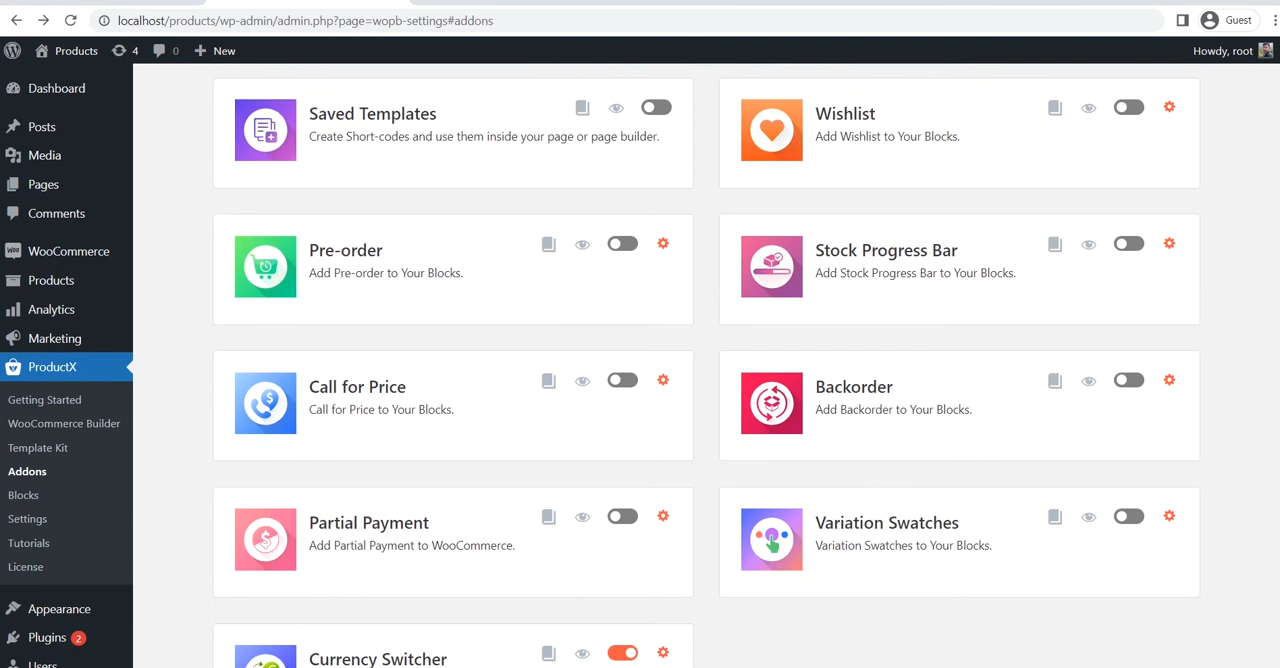 localhost/products/wp-admin/admin.php?page=wopb-settings#addons
Guest
Products
4
0
New
Howdy, root
Dashboard
Posts
Media
Pages
Comments
WooCommerce
Products
Analytics
Marketing
ProductX
Getting Started
WooCommerce Builder
Template Kit
Addons
Blocks
Settings
Tutorials
License
Appearance
Plugins 2
Users
Saved Templates
Create Short-codes and use them inside your page or page builder.
Wishlist
Add Wishlist to Your Blocks.
Pre-order
Add Pre-order to Your Blocks.
Stock Progress Bar
Add Stock Progress Bar to Your Blocks.
Call for Price
Call for Price to Your Blocks.
Backorder
Add Backorder to Your Blocks.
Partial Payment
Add Partial Payment to WooCommerce.
Variation Swatches
Variation Swatches to Your Blocks.
Currency Switcher